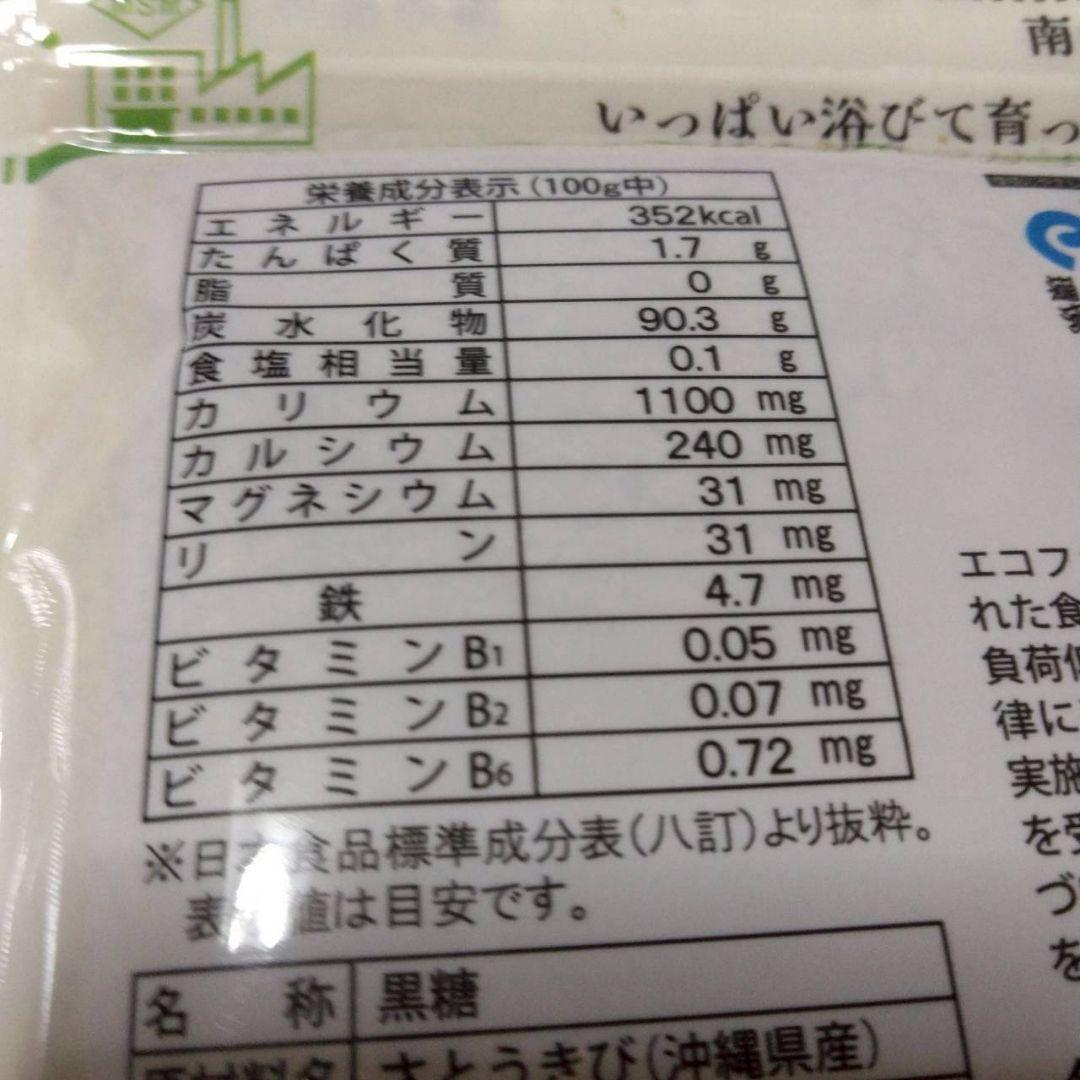 南
いっぱい浴びて育っ
栄養成分表示(100g中)
エネルギー 352kcal
たんぱく質 1.7 g
脂質 0 g
炭水化物 90.3 g
食塩相当量 0.1 g
カリウム 1100 mg
カルシウム 240 mg
マグネシウム 31 mg
リン 31 mg
鉄 4.7 mg
ビタミンB1 0.05 mg
ビタミンB2 0.07 mg
ビタミンB6 0.72 mg
※日本食品標準成分表(八訂)より抜粋。
表 値は目安です。
名称 黒糖
原材料名 さとうきび(沖縄県産)
エコフ
れた食
負荷低
律に
実施
を受
づ
を